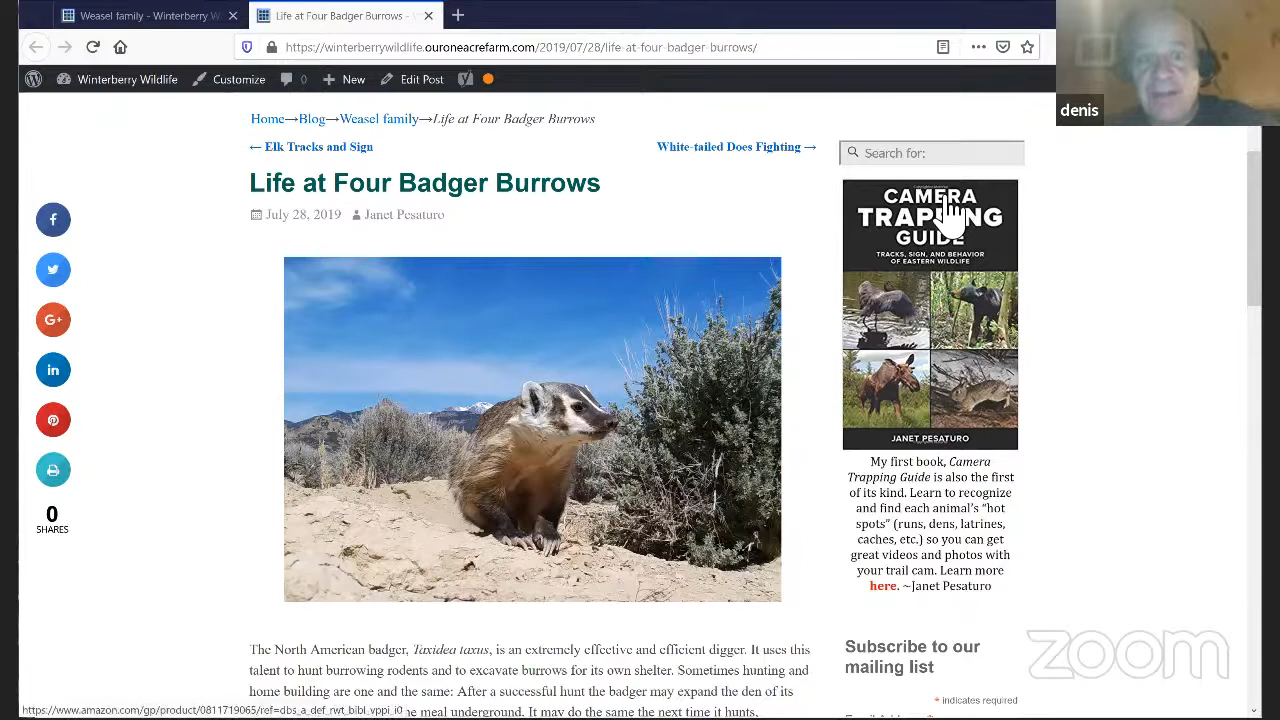 Weasel family - Winterberry W
Life at Four Badger Burrows -
https://winterberrywildlife.ouroneacrefarm.com/2019/07/28/life-at-four-badger-burrows/
Winterberry Wildlife
Customize
0
New
Edit Post
denis
Home→Blog→Weasel family→Life at Four Badger Burrows
← Elk Tracks and Sign
White-tailed Does Fighting →
Search for:
Life at Four Badger Burrows
July 28, 2019
Janet Pesaturo
CAMERA
TRAPPING
GUIDE
TRACKS, SIGN, AND BEHAVIOR
OF EASTERN WILDLIFE
JANET PESATURO
f
G+
in
0
SHARES
My first book, Camera
Trapping Guide is also the first
of its kind. Learn to recognize
and find each animal's "hot
spots" (runs, dens, latrines,
caches, etc.) so you can get
great videos and photos with
your trail cam. Learn more
here. ~Janet Pesaturo
The North American badger, Taxidea taxus, is an extremely effective and efficient digger. It uses this
talent to hunt burrowing rodents and to excavate burrows for its own shelter. Sometimes hunting and
home building are one and the same: After a successful hunt the badger may expand the den of its
the meal underground. It may do the same the next time it hunts,
Subscribe to our
mailing list
* indicates required
zoom